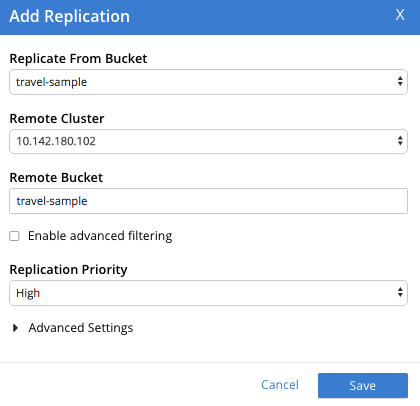 Add Replication X
Replicate From Bucket
travel-sample
Remote Cluster
10.142.180.102
Remote Bucket
travel-sample
Enable advanced filtering
Replication Priority
High
Advanced Settings
Cancel Save